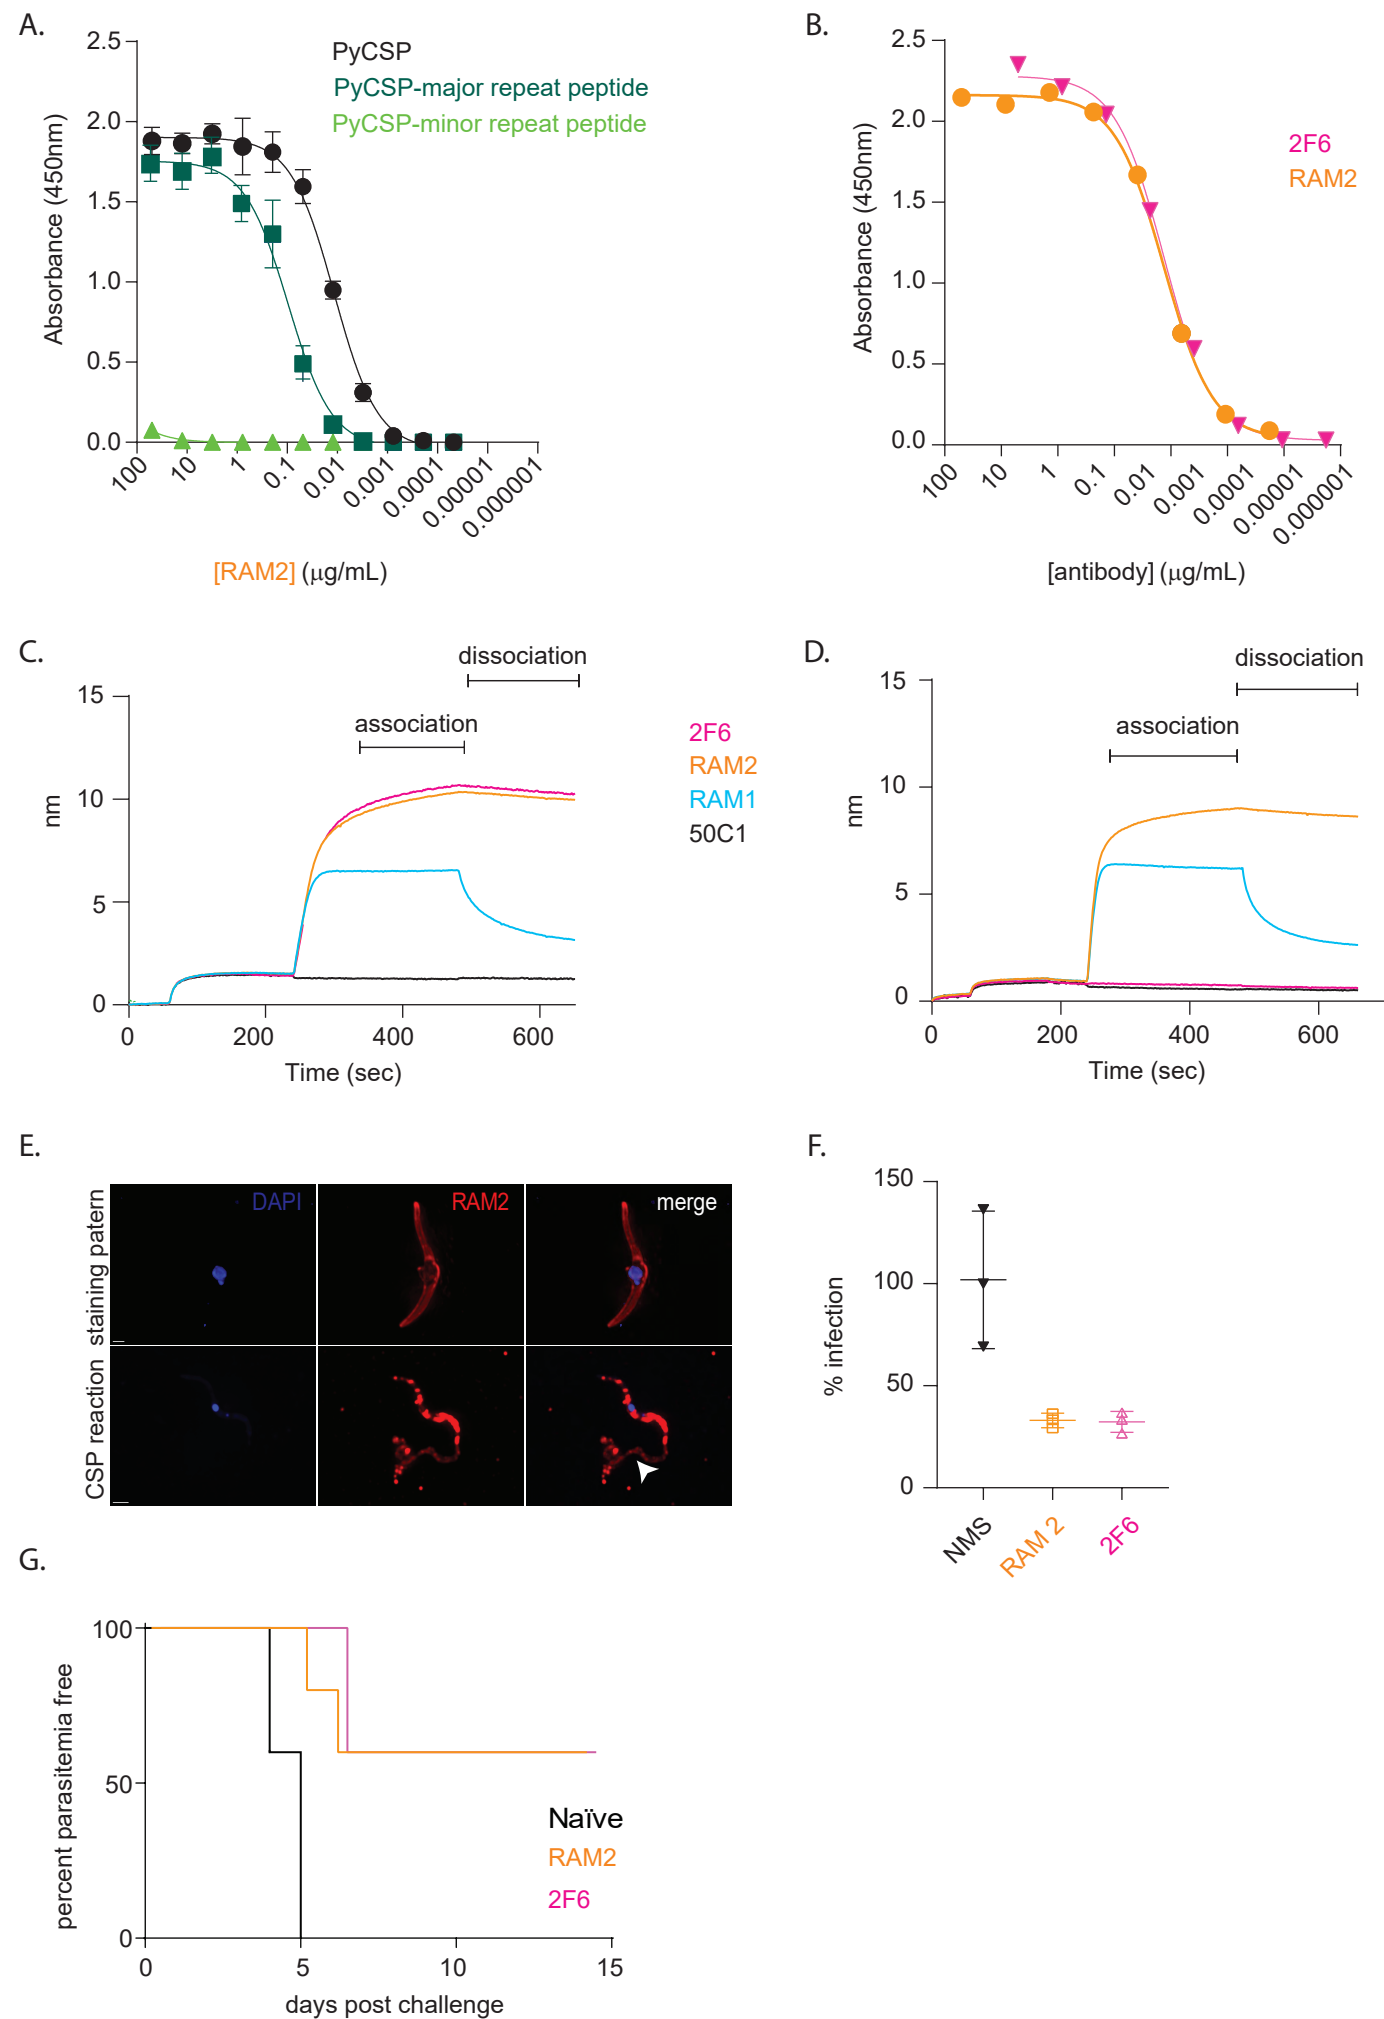 A.
2.5
2.0
1.5
1.0
0.5
0.0
Absorbance (450nm)
PyCSP
PyCSP-major repeat peptide
PyCSP-minor repeat peptide
100
10
1
0.1
0.01
0.001
0.0001
0.00001
0.000001
[RAM2] (μg/mL)
B.
2.5
2.0
1.5
1.0
0.5
0.0
Absorbance (450nm)
2F6
RAM2
100
10
1
0.1
0.01
0.001
0.0001
0.00001
0.000001
[antibody] (μg/mL)
C.
dissociation
association
15
10
5
0
nm
0
200
400
600
Time (sec)
2F6
RAM2
RAM1
50C1
D.
dissociation
association
15
10
5
0
nm
0
200
400
600
Time (sec)
E.
staining patern
CSP reaction
DAPI
RAM2
merge
F.
150
100
50
0
% infection
NMS
RAM 2
2F6
G.
100
50
0
percent parasitemia free
Naïve
RAM2
2F6
0
5
10
15
days post challenge